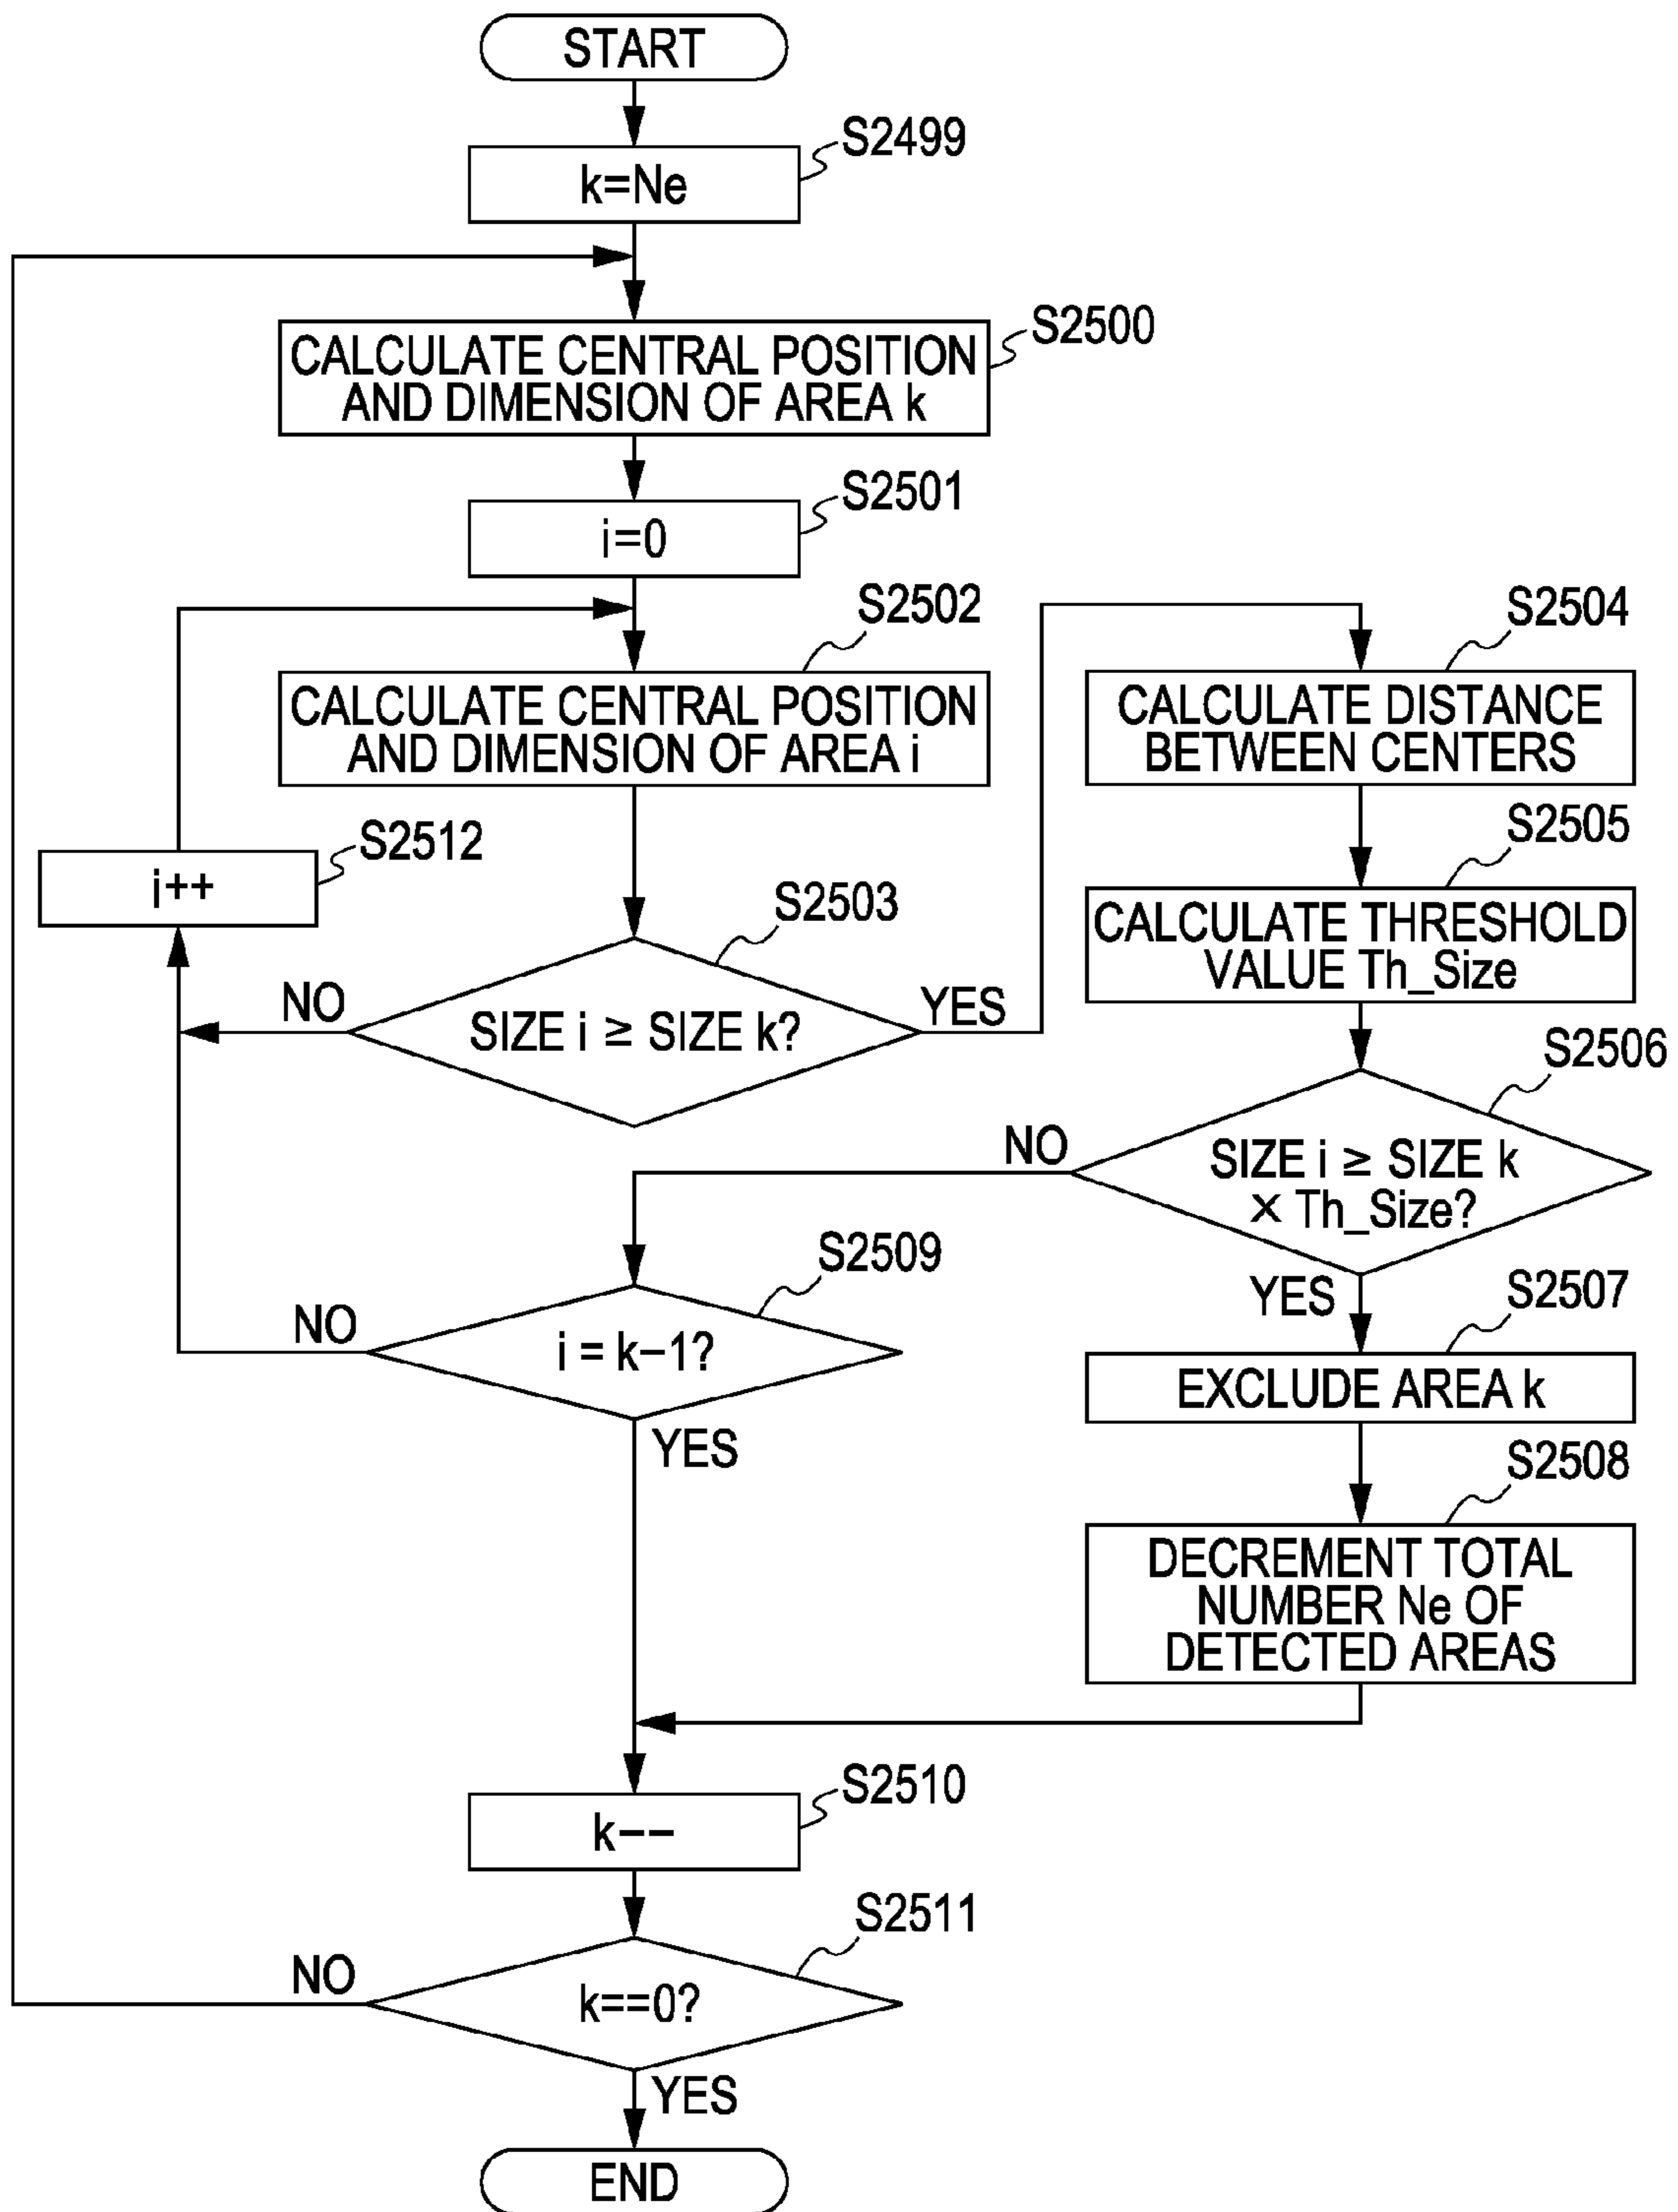 START
S2499
k=Ne
S2500
CALCULATE CENTRAL POSITION
AND DIMENSION OF AREA k
S2501
i=0
S2502
CALCULATE CENTRAL POSITION
AND DIMENSION OF AREA i
S2512
i++
S2503
NO
SIZE i ≥ SIZE k?
YES
S2504
CALCULATE DISTANCE
BETWEEN CENTERS
S2505
CALCULATE THRESHOLD
VALUE Th_Size
S2506
NO
SIZE i ≥ SIZE k
× Th_Size?
YES
S2507
EXCLUDE AREA k
S2508
DECREMENT TOTAL
NUMBER Ne OF
DETECTED AREAS
S2509
NO
i = k−1?
YES
S2510
k−−
S2511
NO
k==0?
YES
END